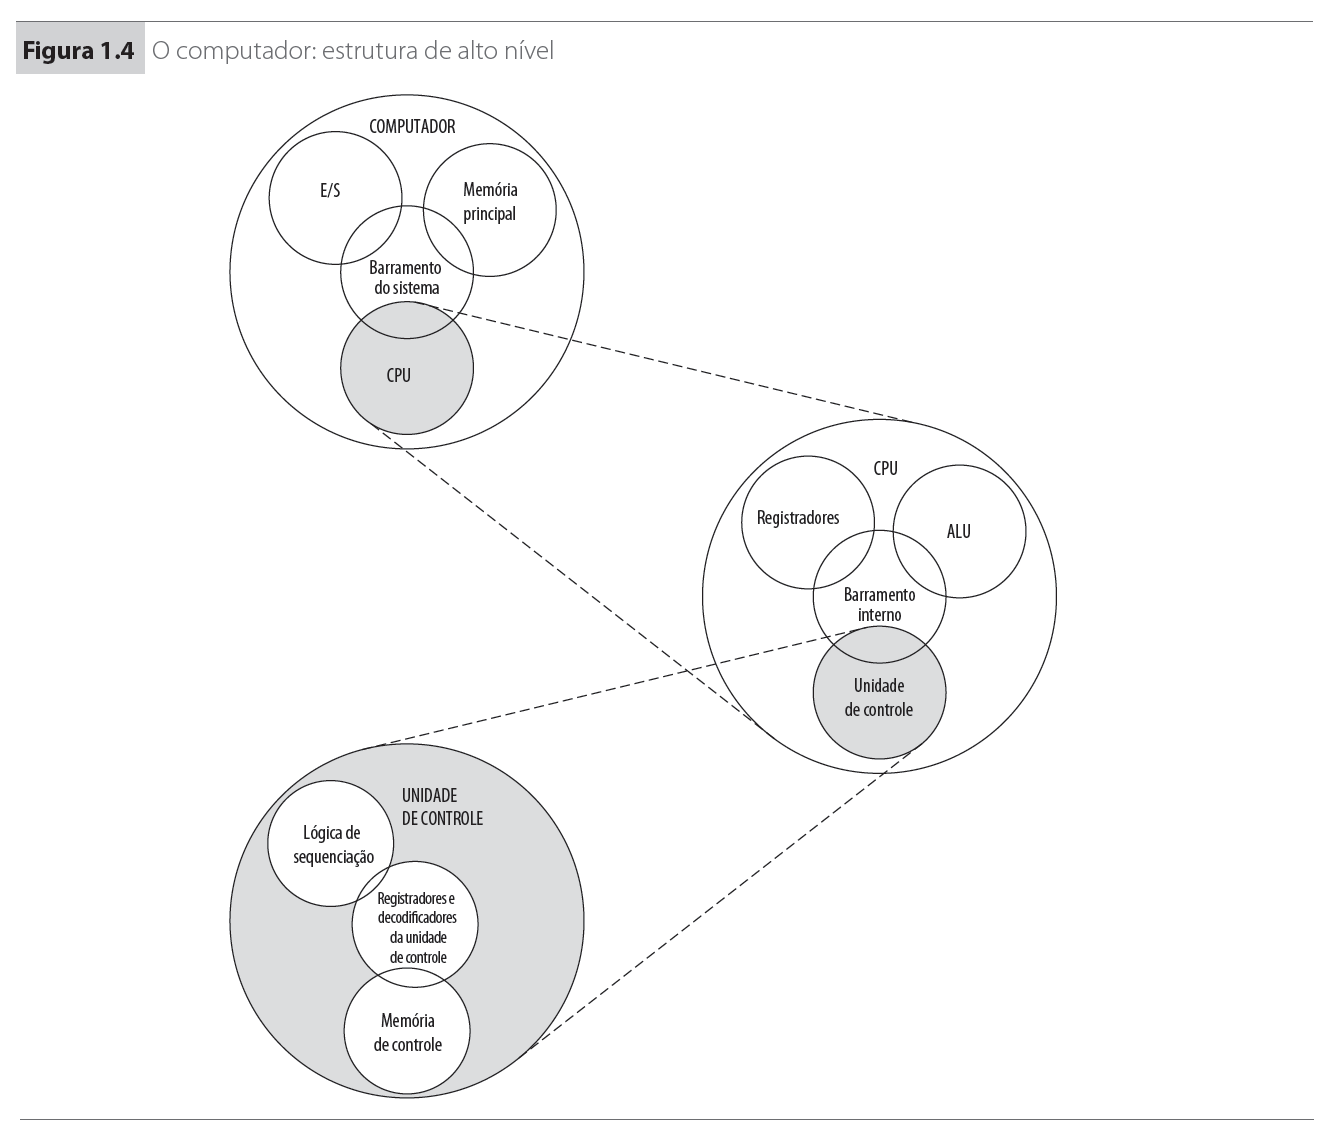 Figura 1.4 O computador: estrutura de alto nível
COMPUTADOR
E/S
Memória
principal
Barramento
do sistema
CPU
CPU
Registradores
ALU
Barramento
interno
Unidade
de controle
UNIDADE
DE CONTROLE
Lógica de
sequenciação
Registradores e
decodificadores
da unidade
de controle
Memória
de controle